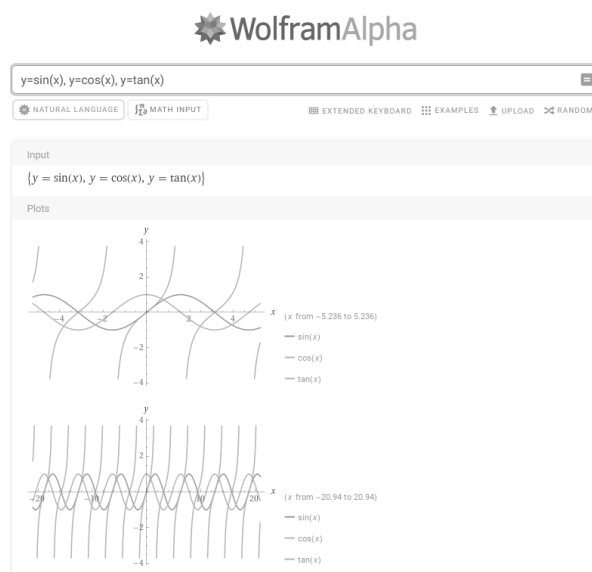 WolframAlpha
y=sin(x), y=cos(x), y=tan(x)
NATURAL LANGUAGE
MATH INPUT
EXTENDED KEYBOARD
EXAMPLES
UPLOAD
RANDOM
Input
{y = sin(x), y = cos(x), y = tan(x)}
Plots
y
4
2
-4
-2
2
4
x
-2
-4
(x from -5.236 to 5.236)
sin(x)
cos(x)
tan(x)
y
4
2
-20
-10
10
20
x
-2
-4
(x from -20.94 to 20.94)
sin(x)
cos(x)
tan(x)